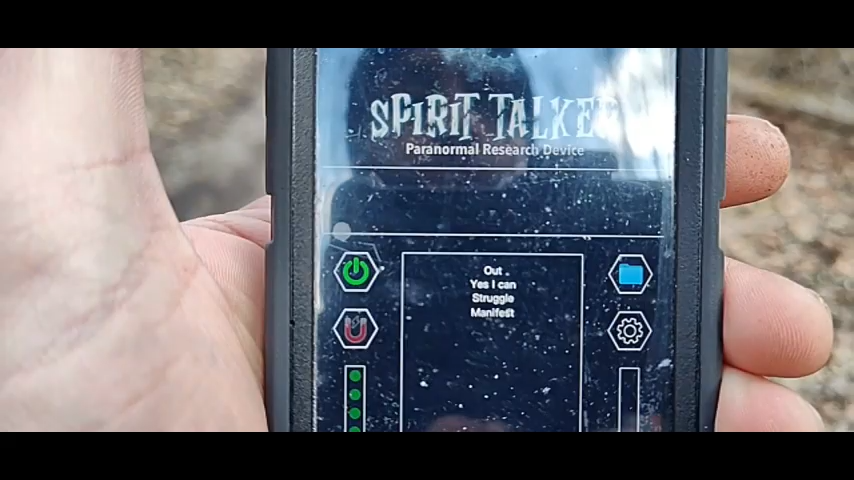 SPIRIT TALKER
Paranormal Research Device
Out
Yes I can
Struggle
Manifest